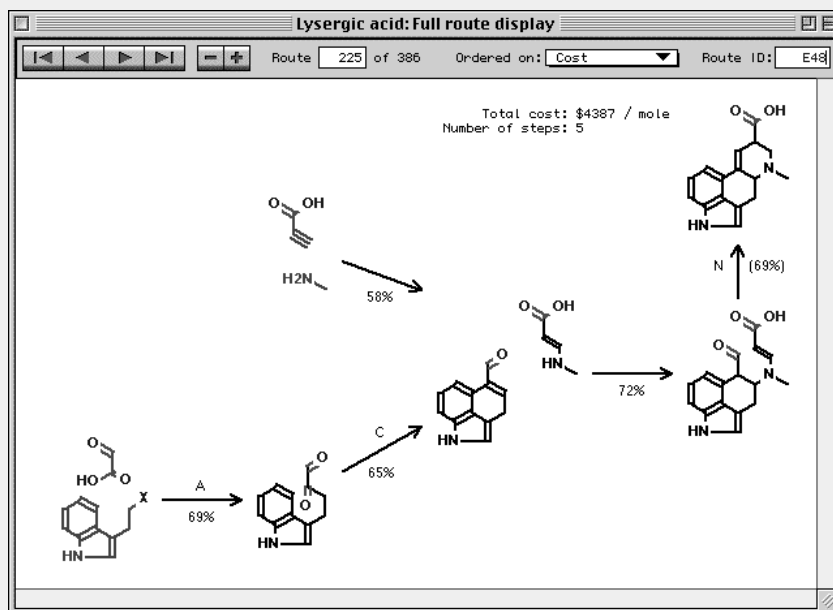 Lysergic acid: Full route display
Route 225 of 386 Ordered on: Cost Route ID: E48
Total cost: $4387 / mole
Number of steps: 5
O OH
N
HN
O OH
H2N
58%
N (69%)
O OH
O OH
O
O
HN
N
72%
HN
HN
C
65%
O
HO O
X
A
69%
O
O
HN
HN